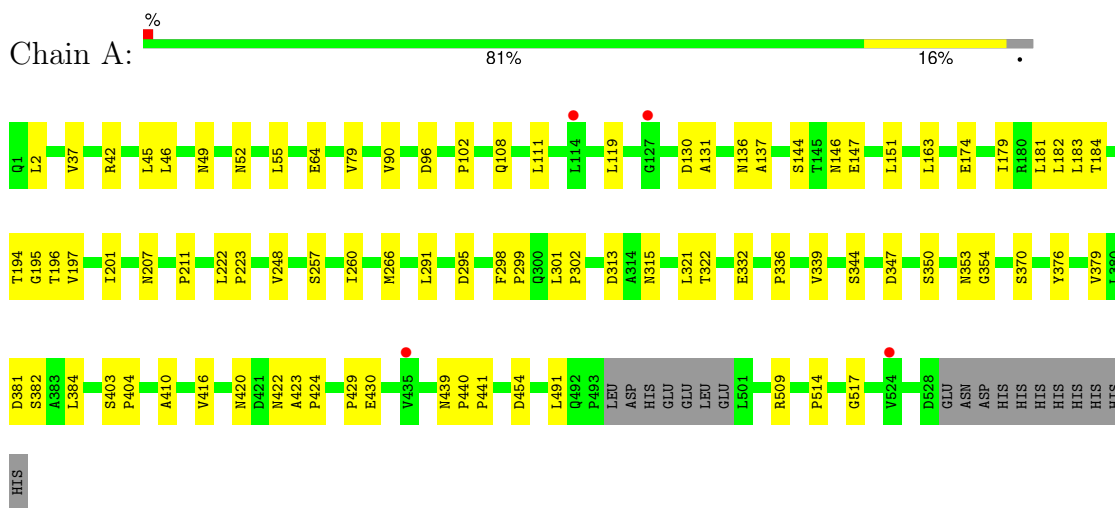 %
Chain A:
81% 16% •
Q1 L2 V37 R42 L45 L46 N49 N52 L55 E64 V79 V90 D96 P102 Q108 L111 L114 L119 G127 D130 A131 N136 A137 S144 T145 N146 E147 L151 L163 E174 I179 R180 L181 L182 L183 T184
T194 G195 T196 V197 I201 N207 P211 L222 P223 V248 S257 I260 M266 L291 D295 F298 P299 Q300 L301 P302 D313 A314 N315 L321 T322 E332 P336 V339 S344 D347 S350 N353 G354 S370 Y376 V379 L380
D381 S382 A383 L384 S403 P404 A410 V416 N420 D421 N422 A423 P424 P429 E430 V435 N439 P440 P441 D454 L491 Q492 P493 LEU ASP HIS GLU GLU LEU GLU L501 R509 P514 G517 V524 D528 GLU ASN ASP HIS HIS HIS HIS HIS HIS HIS HIS
HIS